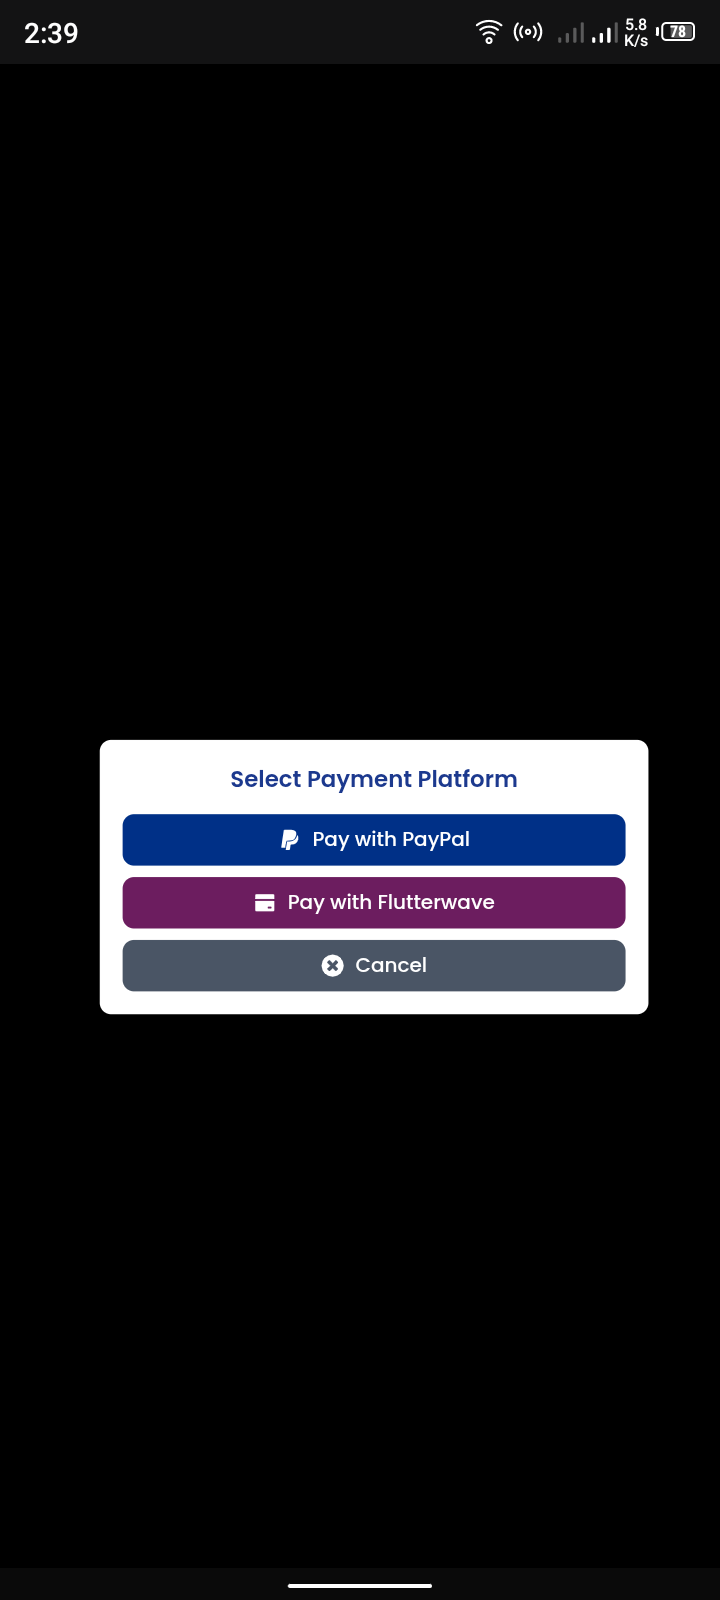 2:39
5.8
K/s
78
Select Payment Platform
Pay with PayPal
Pay with Flutterwave
Cancel